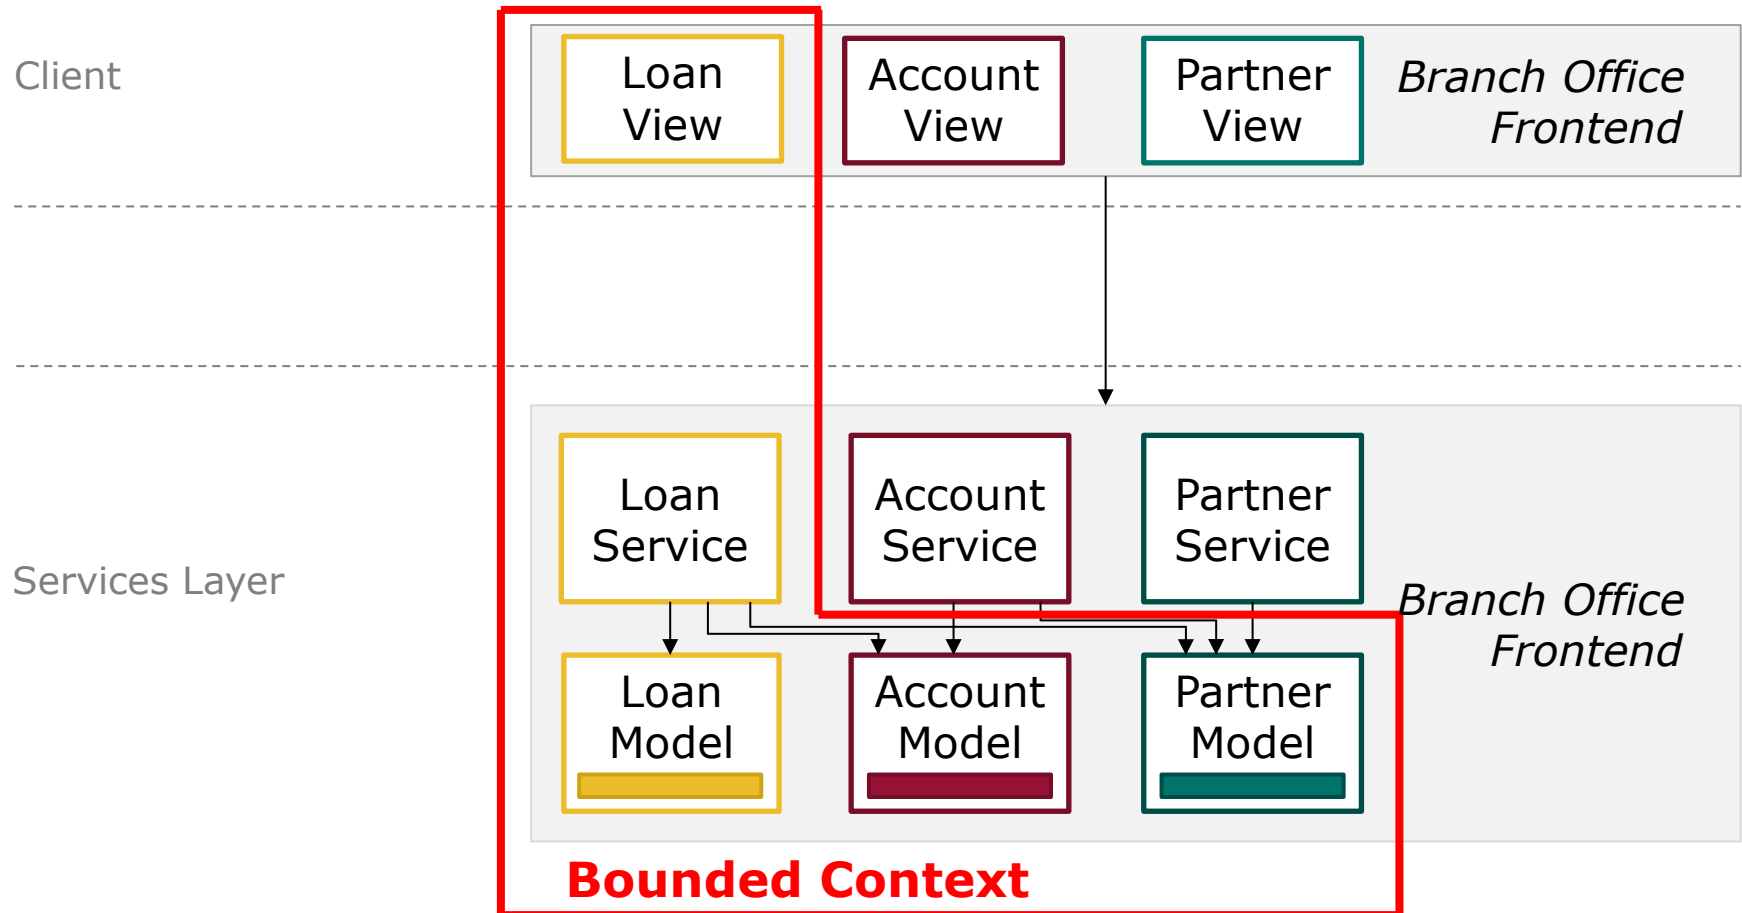 Client
Loan
View
Account
View
Partner
View
Branch Office
Frontend
Services Layer
Loan
Service
Account
Service
Partner
Service
Branch Office
Frontend
Loan
Model
Account
Model
Partner
Model
Bounded Context